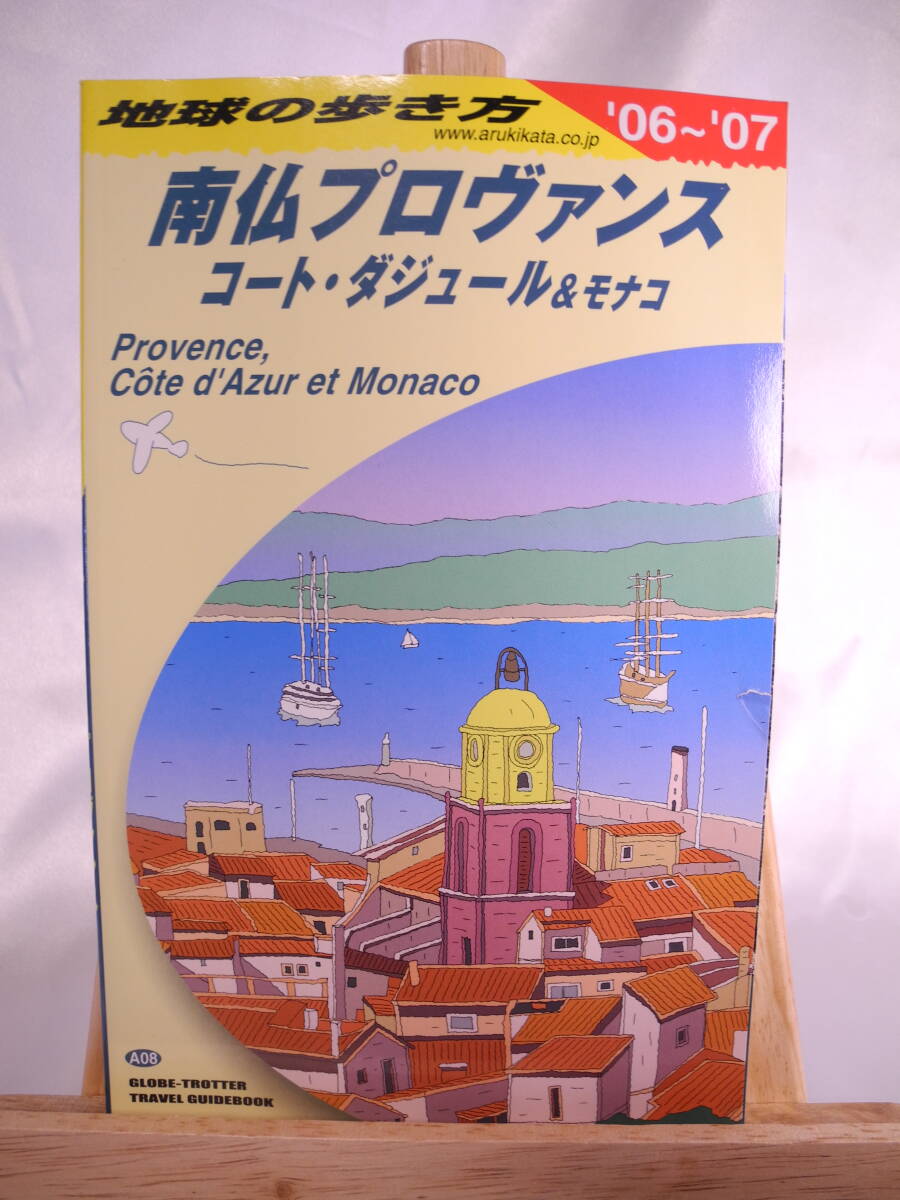 地球の歩き方
www.arukikata.co.jp
'06~'07
南仏プロヴァンス
コート・ダジュール&モナコ
Provence,
Côte d'Azur et Monaco
A08
GLOBE-TROTTER
TRAVEL GUIDEBOOK